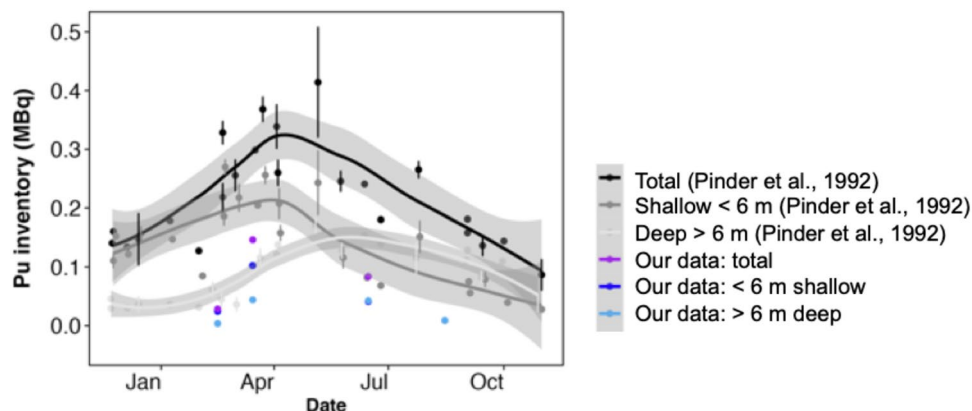 0.5
0.4
0.3
0.2
0.1
0.0
Pu inventory (MBq)
Jan Apr Jul Oct
Date
Total (Pinder et al., 1992)
Shallow < 6 m (Pinder et al., 1992)
Deep > 6 m (Pinder et al., 1992)
Our data: total
Our data: < 6 m shallow
Our data: > 6 m deep